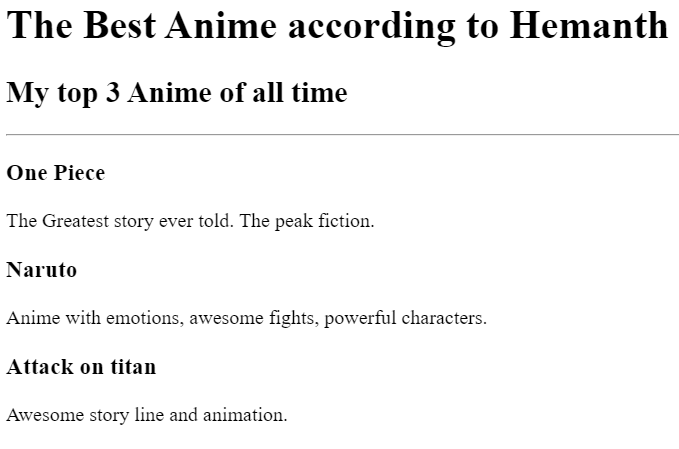 The Best Anime according to Hemanth
My top 3 Anime of all time
One Piece
The Greatest story ever told. The peak fiction.
Naruto
Anime with emotions, awesome fights, powerful characters.
Attack on titan
Awesome story line and animation.